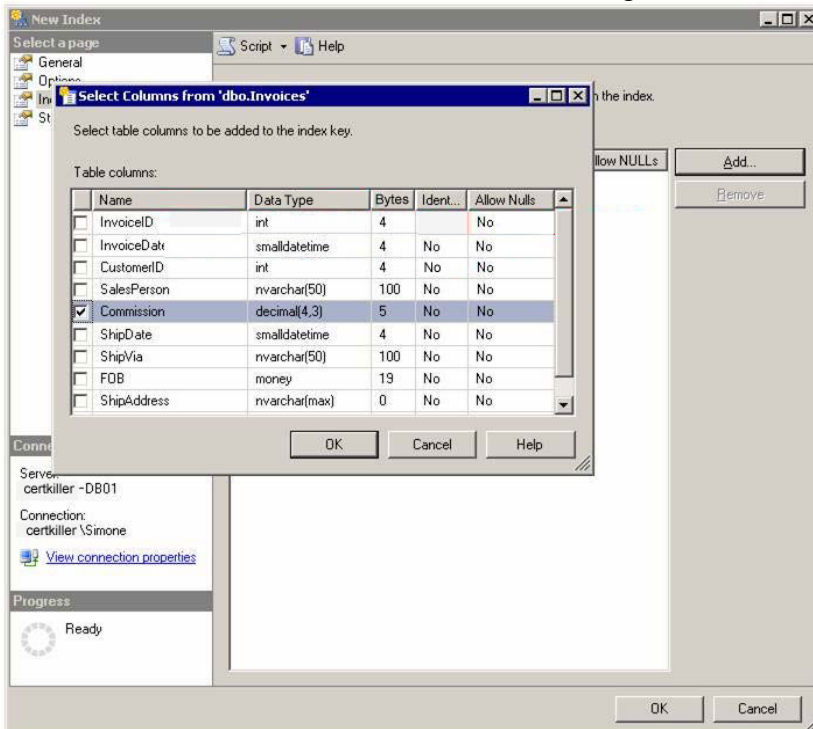 New Index
Select a page
Script Help
General
Options
Select Columns from 'dbo.Invoices'
n the index.
St
Select table columns to be added to the index key.
Table columns:
llow NULLs
Add...
Remove
Name Data Type Bytes Ident... Allow Nulls
InvoiceID int 4 No
InvoiceDate smalldatetime 4 No No
CustomerID int 4 No No
SalesPerson nvarchar(50) 100 No No
Commission decimal(4,3) 5 No No
ShipDate smalldatetime 4 No No
ShipVia nvarchar(50) 100 No No
FOB money 19 No No
ShipAddress nvarchar(max) 0 No No
OK Cancel Help
Conne
Server:
certkiller -DB01
Connection:
certkiller \Simone
View connection properties
Progress
Ready
OK Cancel